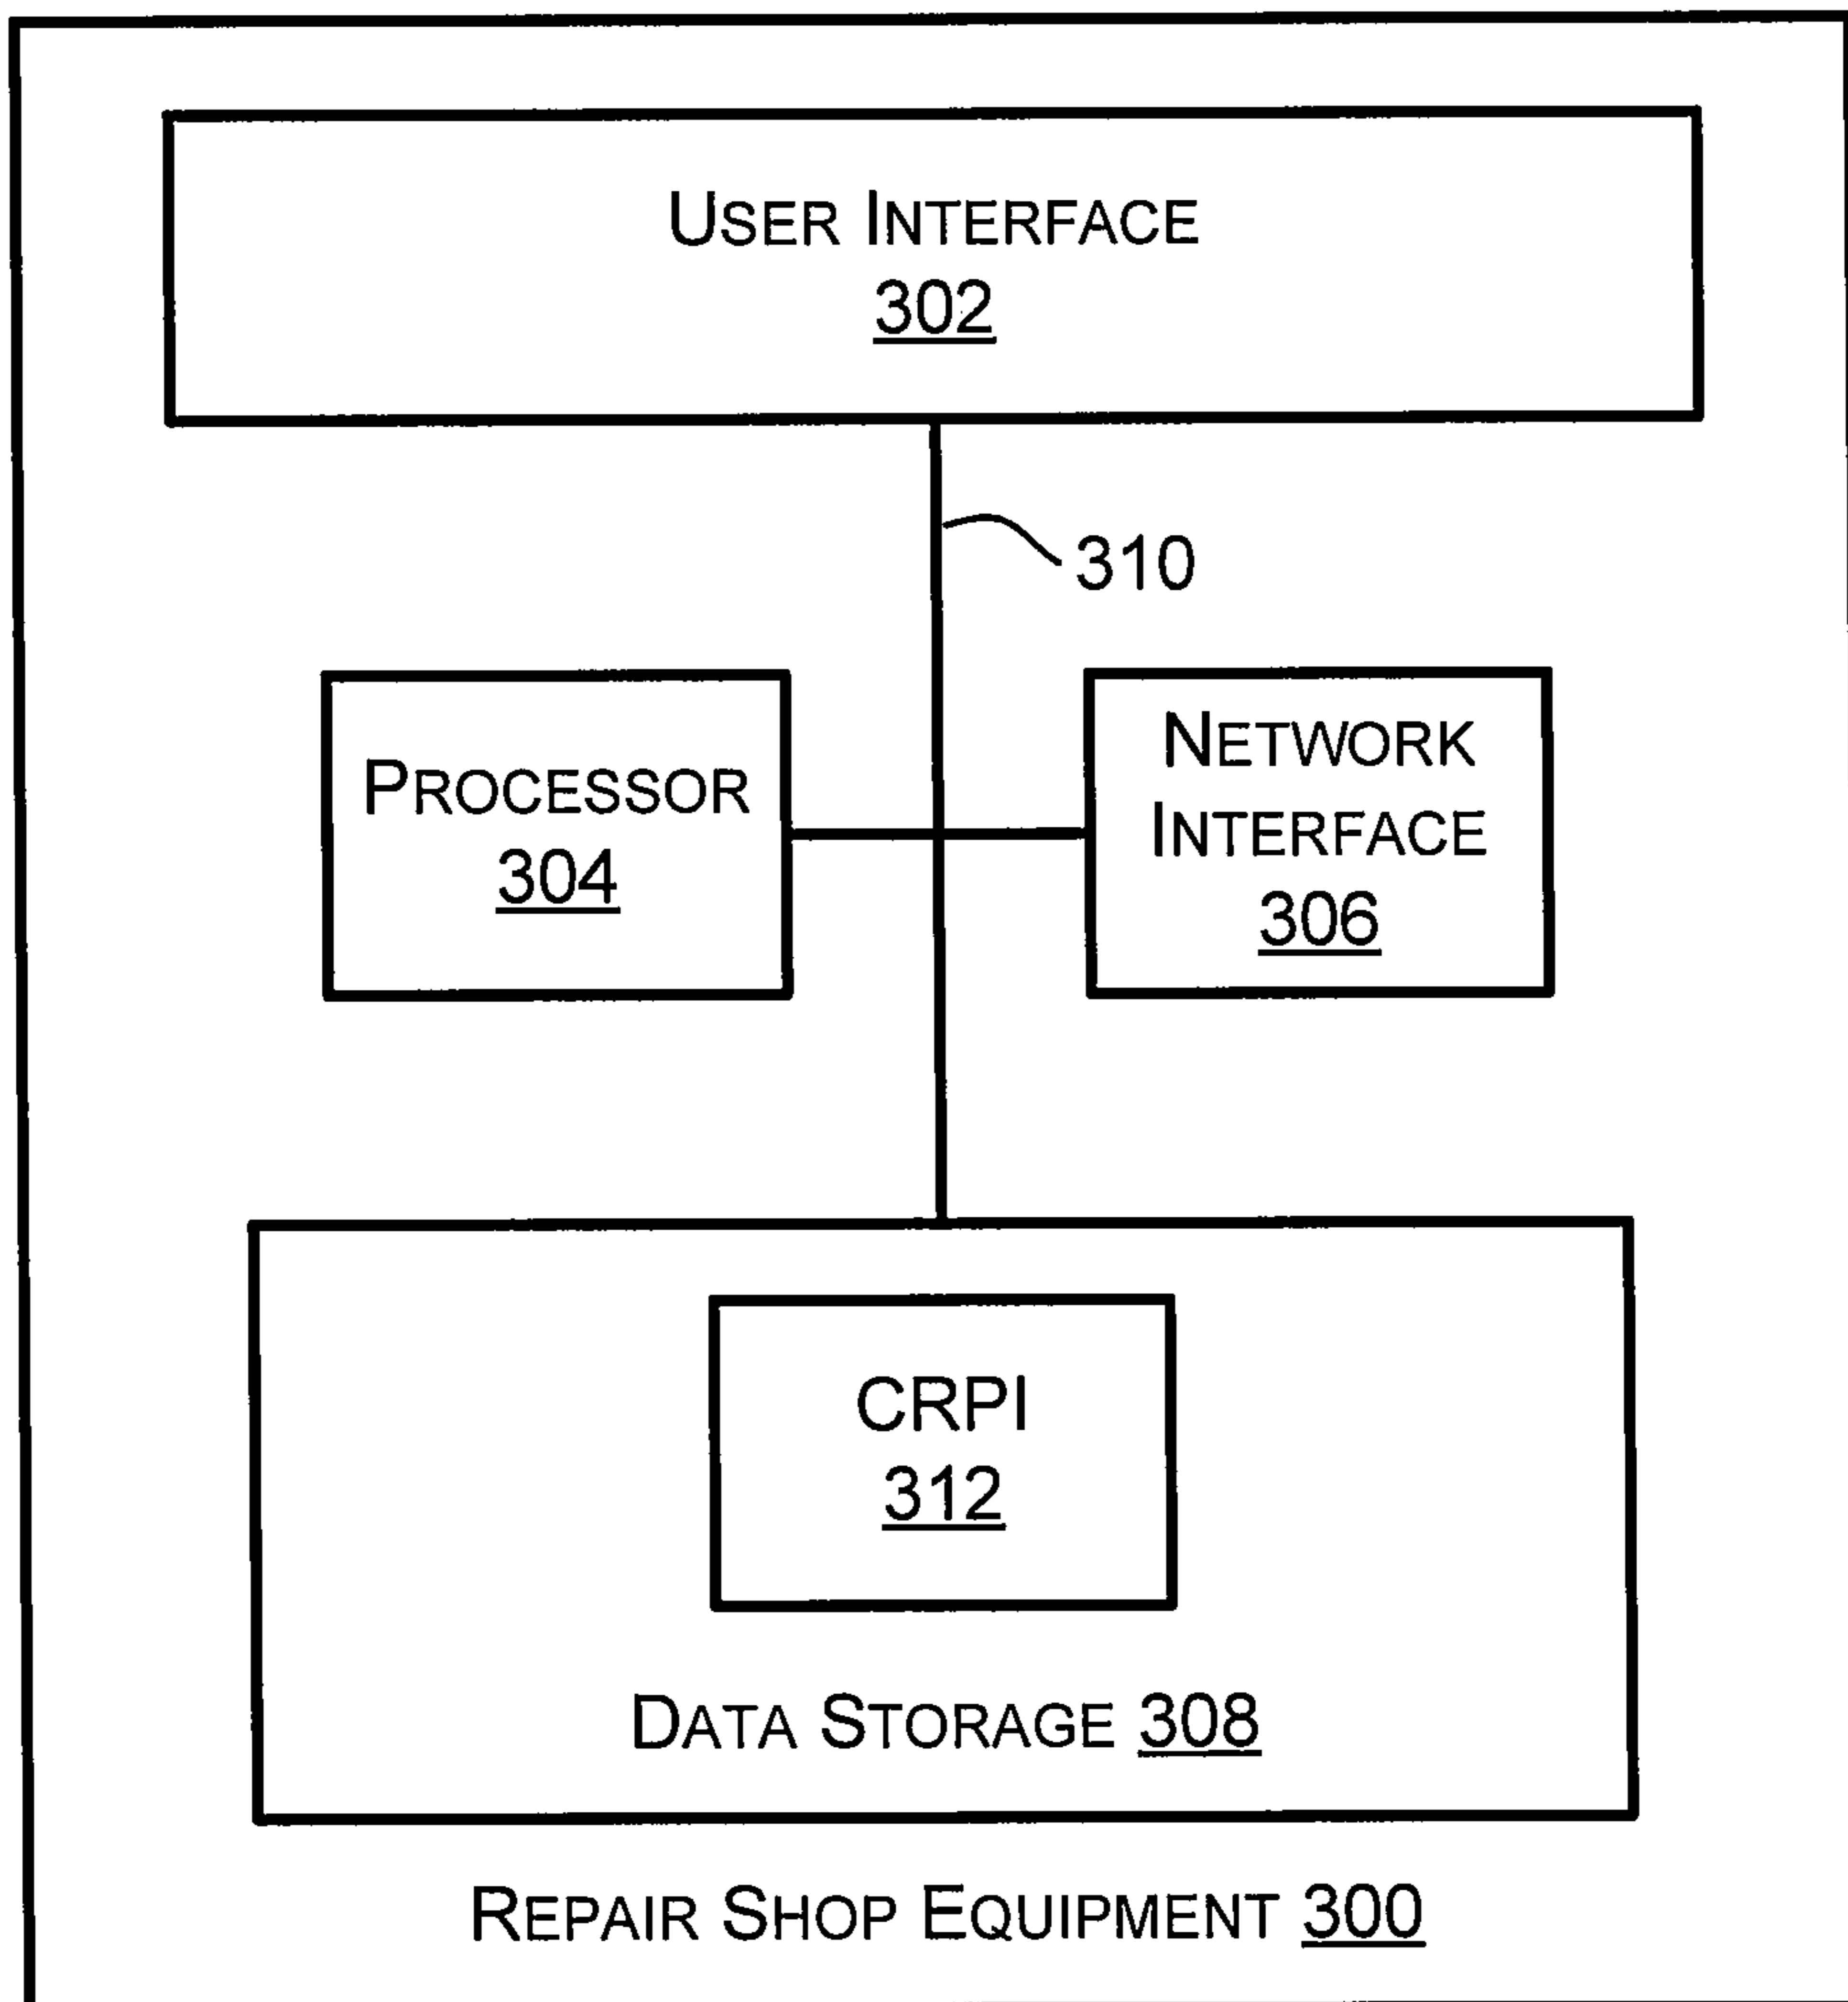 USER INTERFACE
302
310
PROCESSOR
304
NETWORK
INTERFACE
306
CRPI
312
DATA STORAGE 308
REPAIR SHOP EQUIPMENT 300